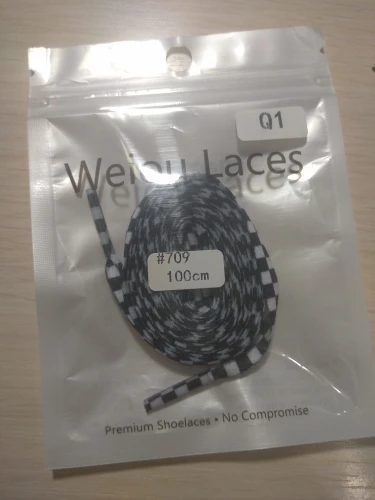 Q1
Weiou Laces
#709
100cm
Premium Shoelaces • No Compromise